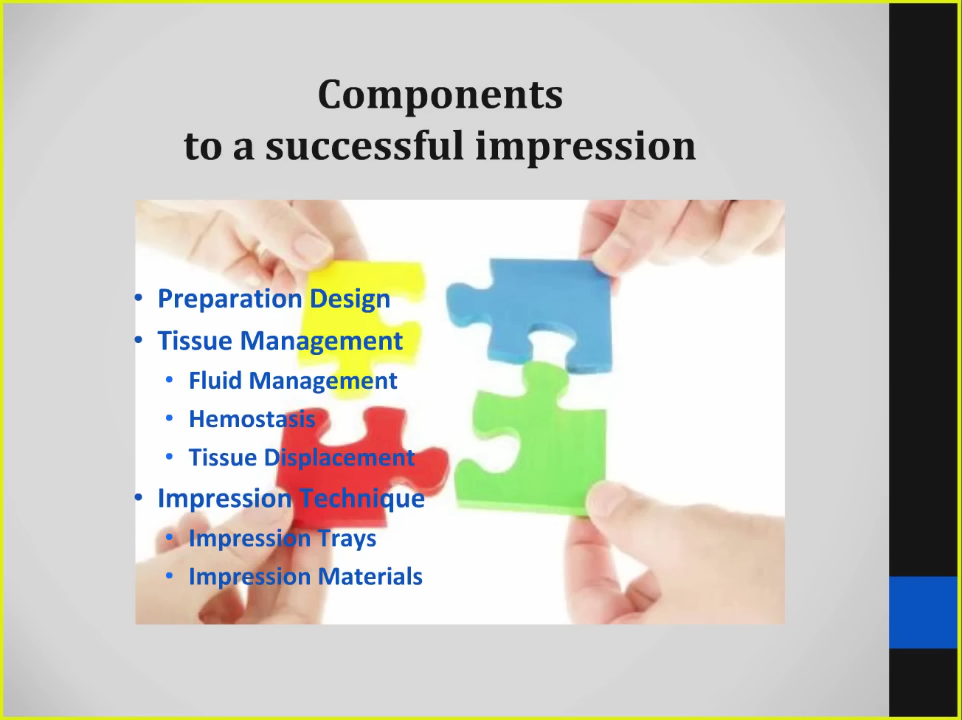 Components
to a successful impression
• Preparation Design
• Tissue Management
• Fluid Management
• Hemostasis
• Tissue Displacement
• Impression Technique
• Impression Trays
• Impression Materials